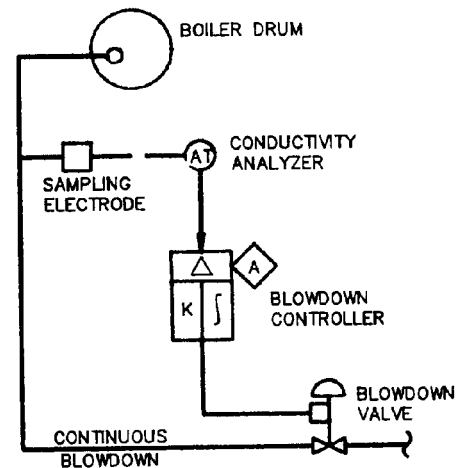 BOILER DRUM
AT
CONDUCTIVITY
ANALYZER
SAMPLING
ELECTRODE
Δ
A
K ∫
BLOWDOWN
CONTROLLER
BLOWDOWN
VALVE
CONTINUOUS
BLOWDOWN